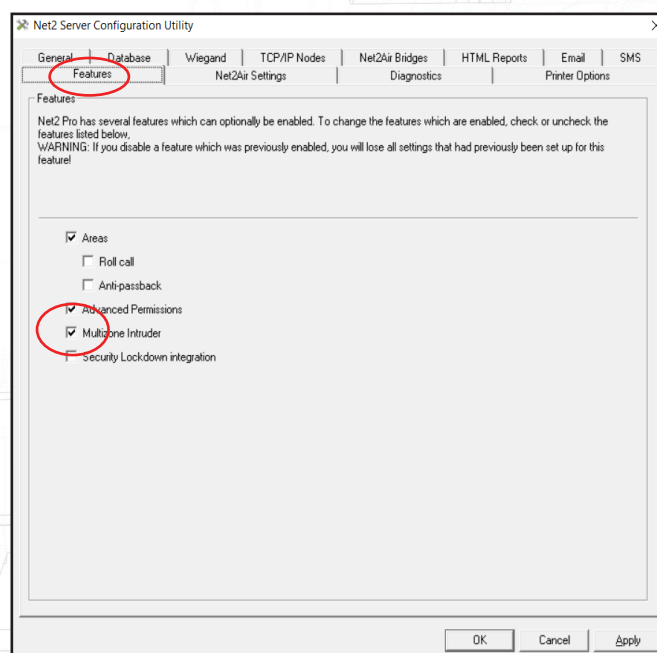 Net2 Server Configuration Utility
General Database Wiegand TCP/IP Nodes Net2Air Bridges HTML Reports Email SMS
Features Net2Air Settings Diagnostics Printer Options
Features
Net2 Pro has several features which can optionally be enabled. To change the features which are enabled, check or uncheck the
features listed below,
WARNING: If you disable a feature which was previously enabled, you will lose all settings that had previously been set up for this
feature!
Areas
Roll call
Anti-passback
Advanced Permissions
Multizone Intruder
Security Lockdown integration
OK Cancel Apply